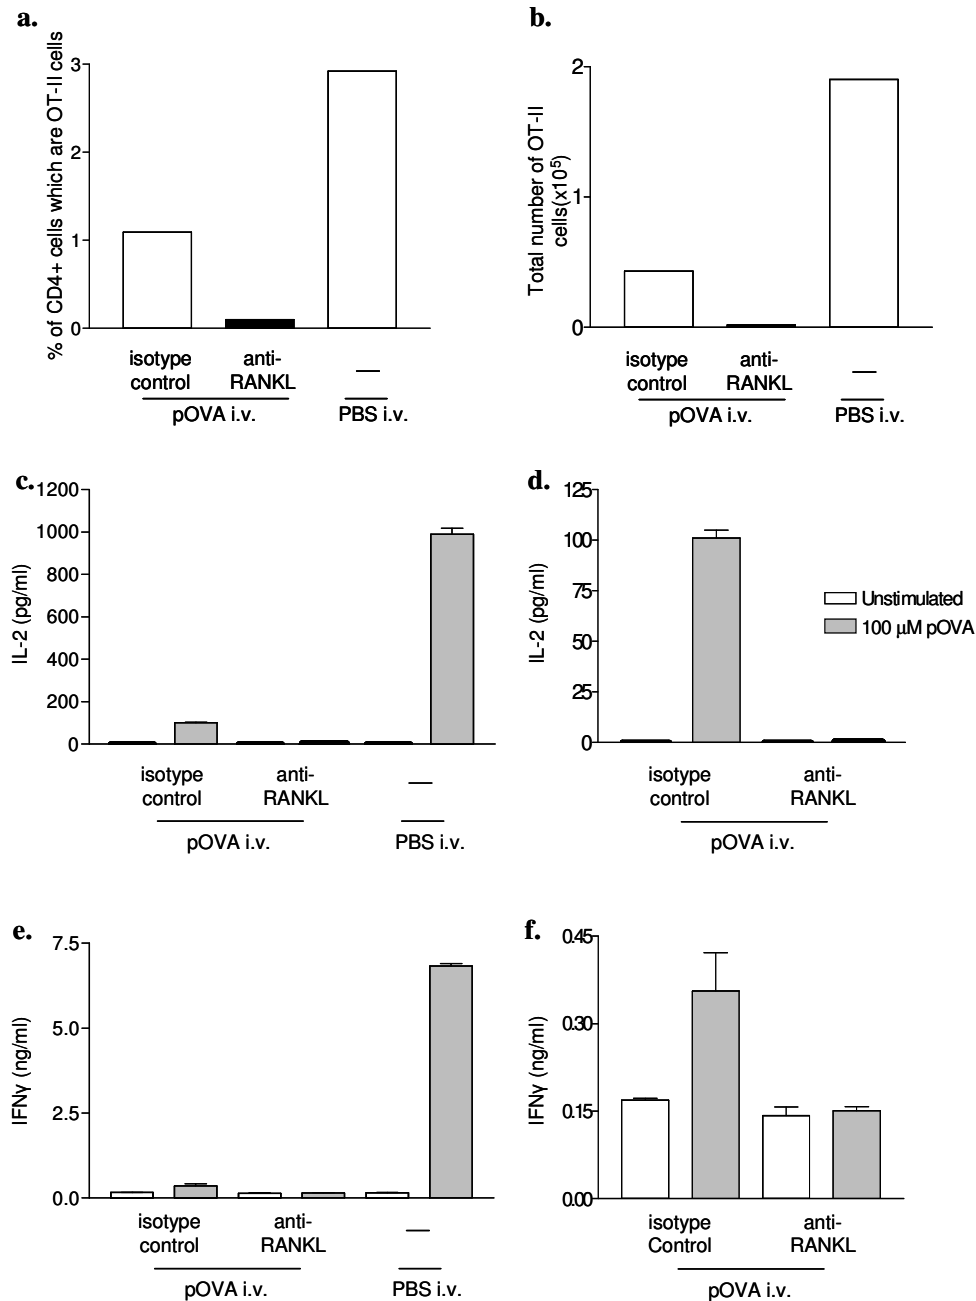 a.
% of CD4+ cells which are OT-II cells
3
2
1
0
isotype
control
anti-
RANKL
—
pOVA i.v.
PBS i.v.
b.
Total number of OT-II
cells(x10⁵)
2
1
0
isotype
control
anti-
RANKL
—
pOVA i.v.
PBS i.v.
c.
IL-2 (pg/ml)
1200
1000
800
600
400
200
0
isotype
control
anti-
RANKL
—
pOVA i.v.
PBS i.v.
d.
IL-2 (pg/ml)
125
100
75
50
25
0
isotype
control
anti-
RANKL
pOVA i.v.
Unstimulated
100 µM pOVA
e.
IFNγ (ng/ml)
7.5
5.0
2.5
0.0
isotype
control
anti-
RANKL
—
pOVA i.v.
PBS i.v.
f.
IFNγ (ng/ml)
0.45
0.30
0.15
0.00
isotype
Control
anti-
RANKL
pOVA i.v.